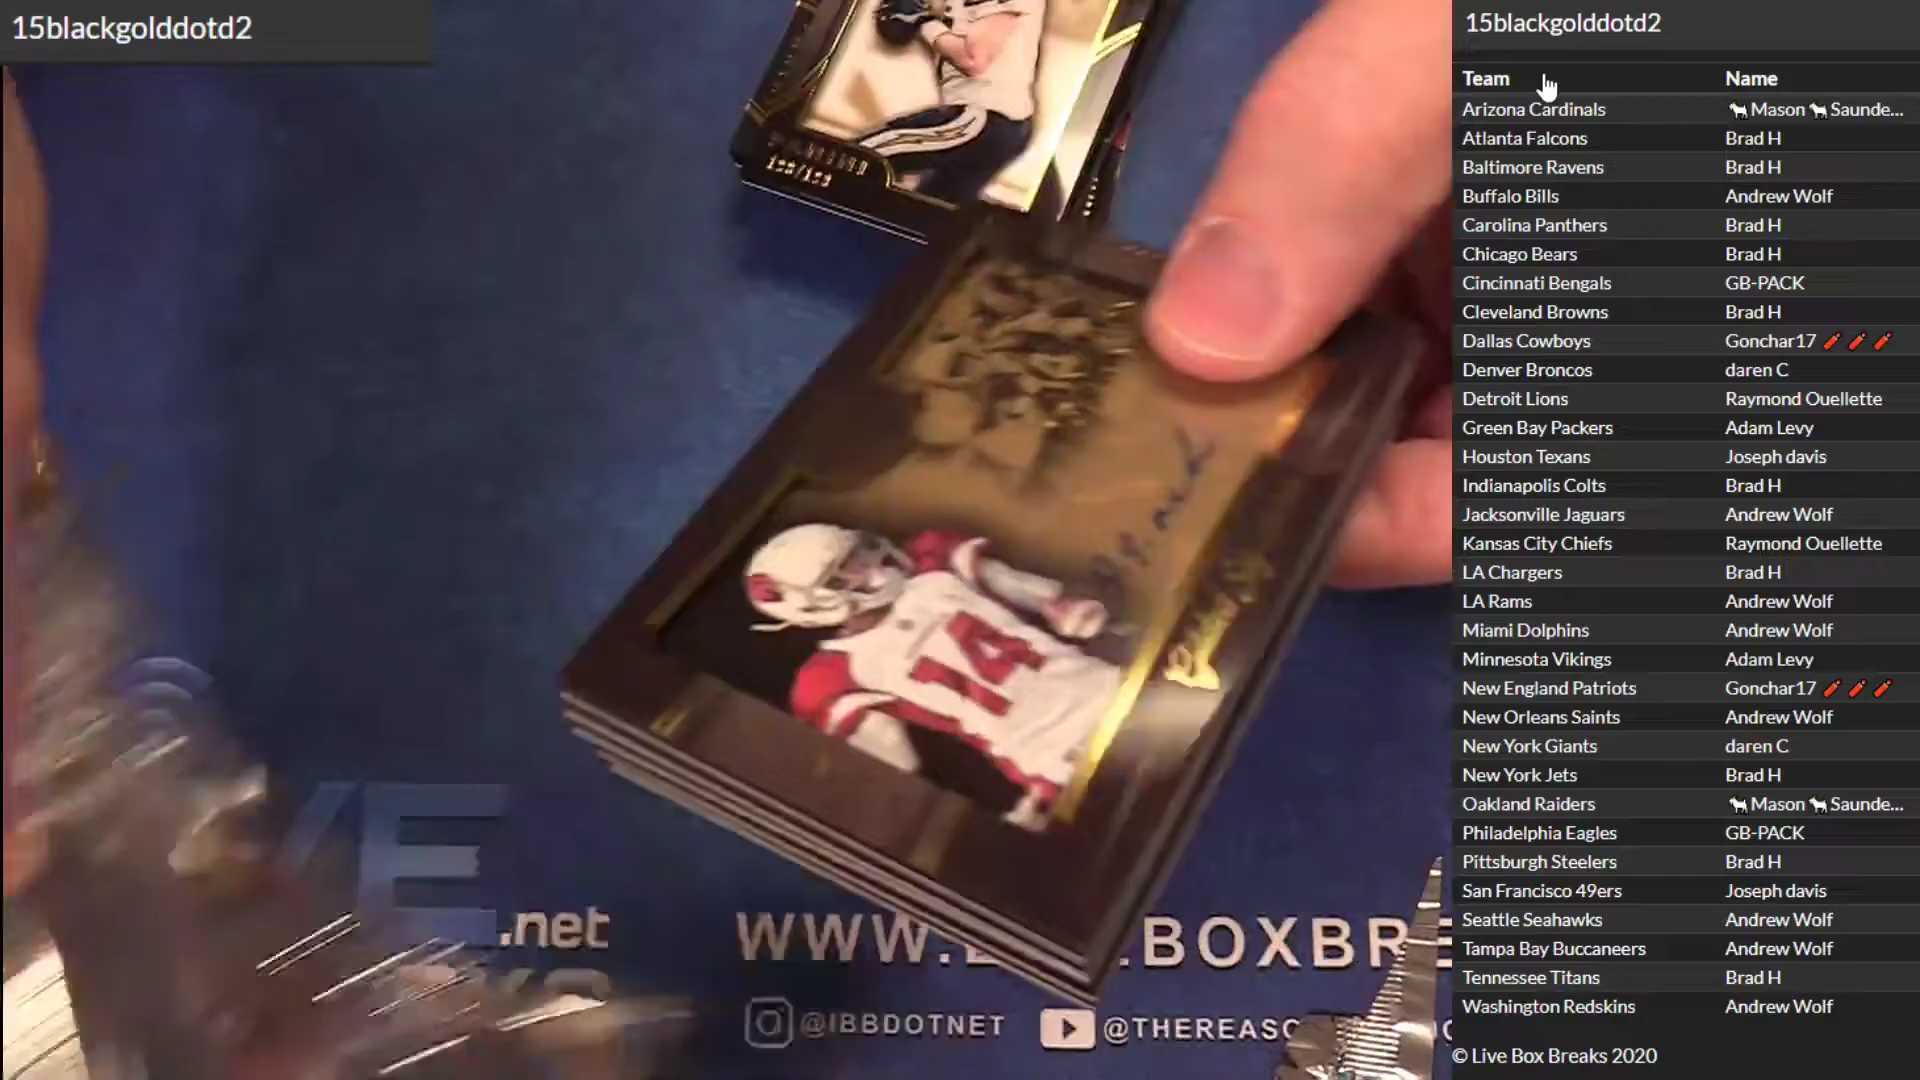 15blackgolddotd2
15blackgolddotd2
Team Name
Arizona Cardinals 🐐Mason 🐐Saunde...
Atlanta Falcons Brad H
Baltimore Ravens Brad H
Buffalo Bills Andrew Wolf
Carolina Panthers Brad H
Chicago Bears Brad H
Cincinnati Bengals GB-PACK
Cleveland Browns Brad H
Dallas Cowboys Gonchar17 🧨 🧨 🧨
Denver Broncos daren C
Detroit Lions Raymond Ouellette
Green Bay Packers Adam Levy
Houston Texans Joseph davis
Indianapolis Colts Brad H
Jacksonville Jaguars Andrew Wolf
Kansas City Chiefs Raymond Ouellette
LA Chargers Brad H
LA Rams Andrew Wolf
Miami Dolphins Andrew Wolf
Minnesota Vikings Adam Levy
New England Patriots Gonchar17 🧨 🧨 🧨
New Orleans Saints Andrew Wolf
New York Giants daren C
New York Jets Brad H
Oakland Raiders 🐐Mason 🐐Saunde...
Philadelphia Eagles GB-PACK
Pittsburgh Steelers Brad H
San Francisco 49ers Joseph davis
Seattle Seahawks Andrew Wolf
Tampa Bay Buccaneers Andrew Wolf
Tennessee Titans Brad H
Washington Redskins Andrew Wolf
© Live Box Breaks 2020
14
.net
WWW. BOXBRE
@IBBDOTNET @THEREASO